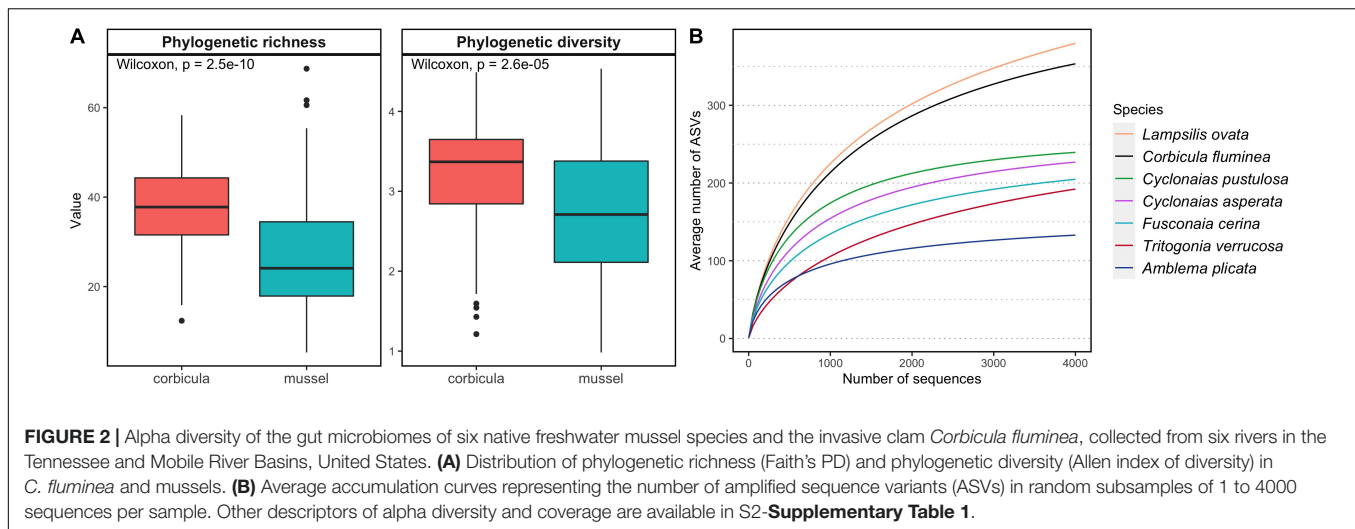 A
Phylogenetic richness
Wilcoxon, p = 2.5e-10
Value
60
40
20
corbicula mussel
Phylogenetic diversity
Wilcoxon, p = 2.6e-05
4
3
2
1
corbicula mussel
B
Average number of ASVs
300
200
100
0
0 1000 2000 3000 4000
Number of sequences
Species
Lampsilis ovata
Corbicula fluminea
Cyclonaias pustulosa
Cyclonaias asperata
Fusconaia cerina
Tritogonia verrucosa
Amblema plicata
FIGURE 2 | Alpha diversity of the gut microbiomes of six native freshwater mussel species and the invasive clam Corbicula fluminea, collected from six rivers in the
Tennessee and Mobile River Basins, United States. (A) Distribution of phylogenetic richness (Faith's PD) and phylogenetic diversity (Allen index of diversity) in
C. fluminea and mussels. (B) Average accumulation curves representing the number of amplified sequence variants (ASVs) in random subsamples of 1 to 4000
sequences per sample. Other descriptors of alpha diversity and coverage are available in S2-Supplementary Table 1.